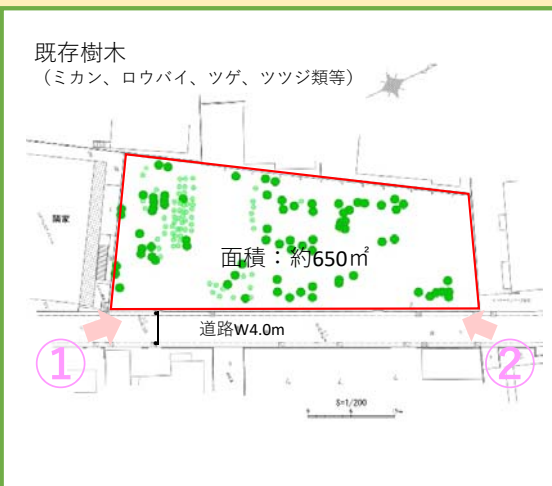 既存樹木
（ミカン、ロウバイ、ツゲ、ツツジ類等）
隣家
面積：約650㎡
道路W4.0m
①
②
S=1/200